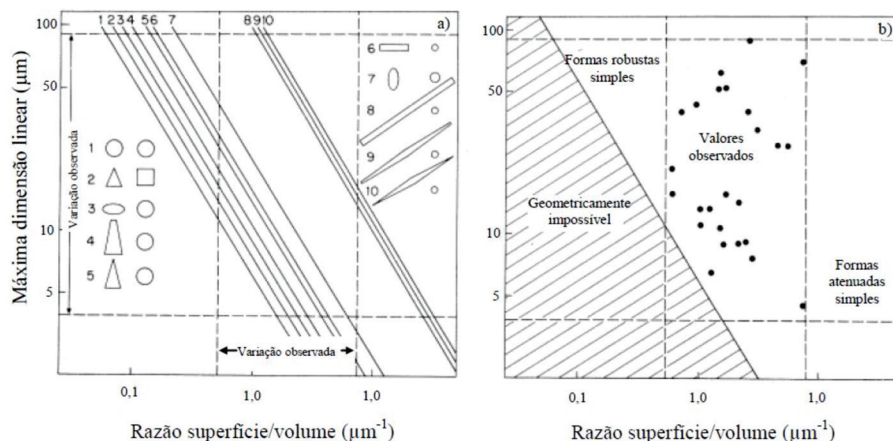 1 2 3 4 5 6 7 8 9 10 a)
100
50
10
5
Máxima dimensão linear (µm)
Variação observada
1
2
3
4
5
6
7
8
9
10
Variação observada
0,1 1,0 1,0
Razão superfície/volume (µm⁻¹)
b)
100
50
10
5
Formas robustas
simples
Valores
observados
Geometricamente
impossível
Formas
atenuadas
simples
0,1 1,0 1,0
Razão superfície/volume (µm⁻¹)